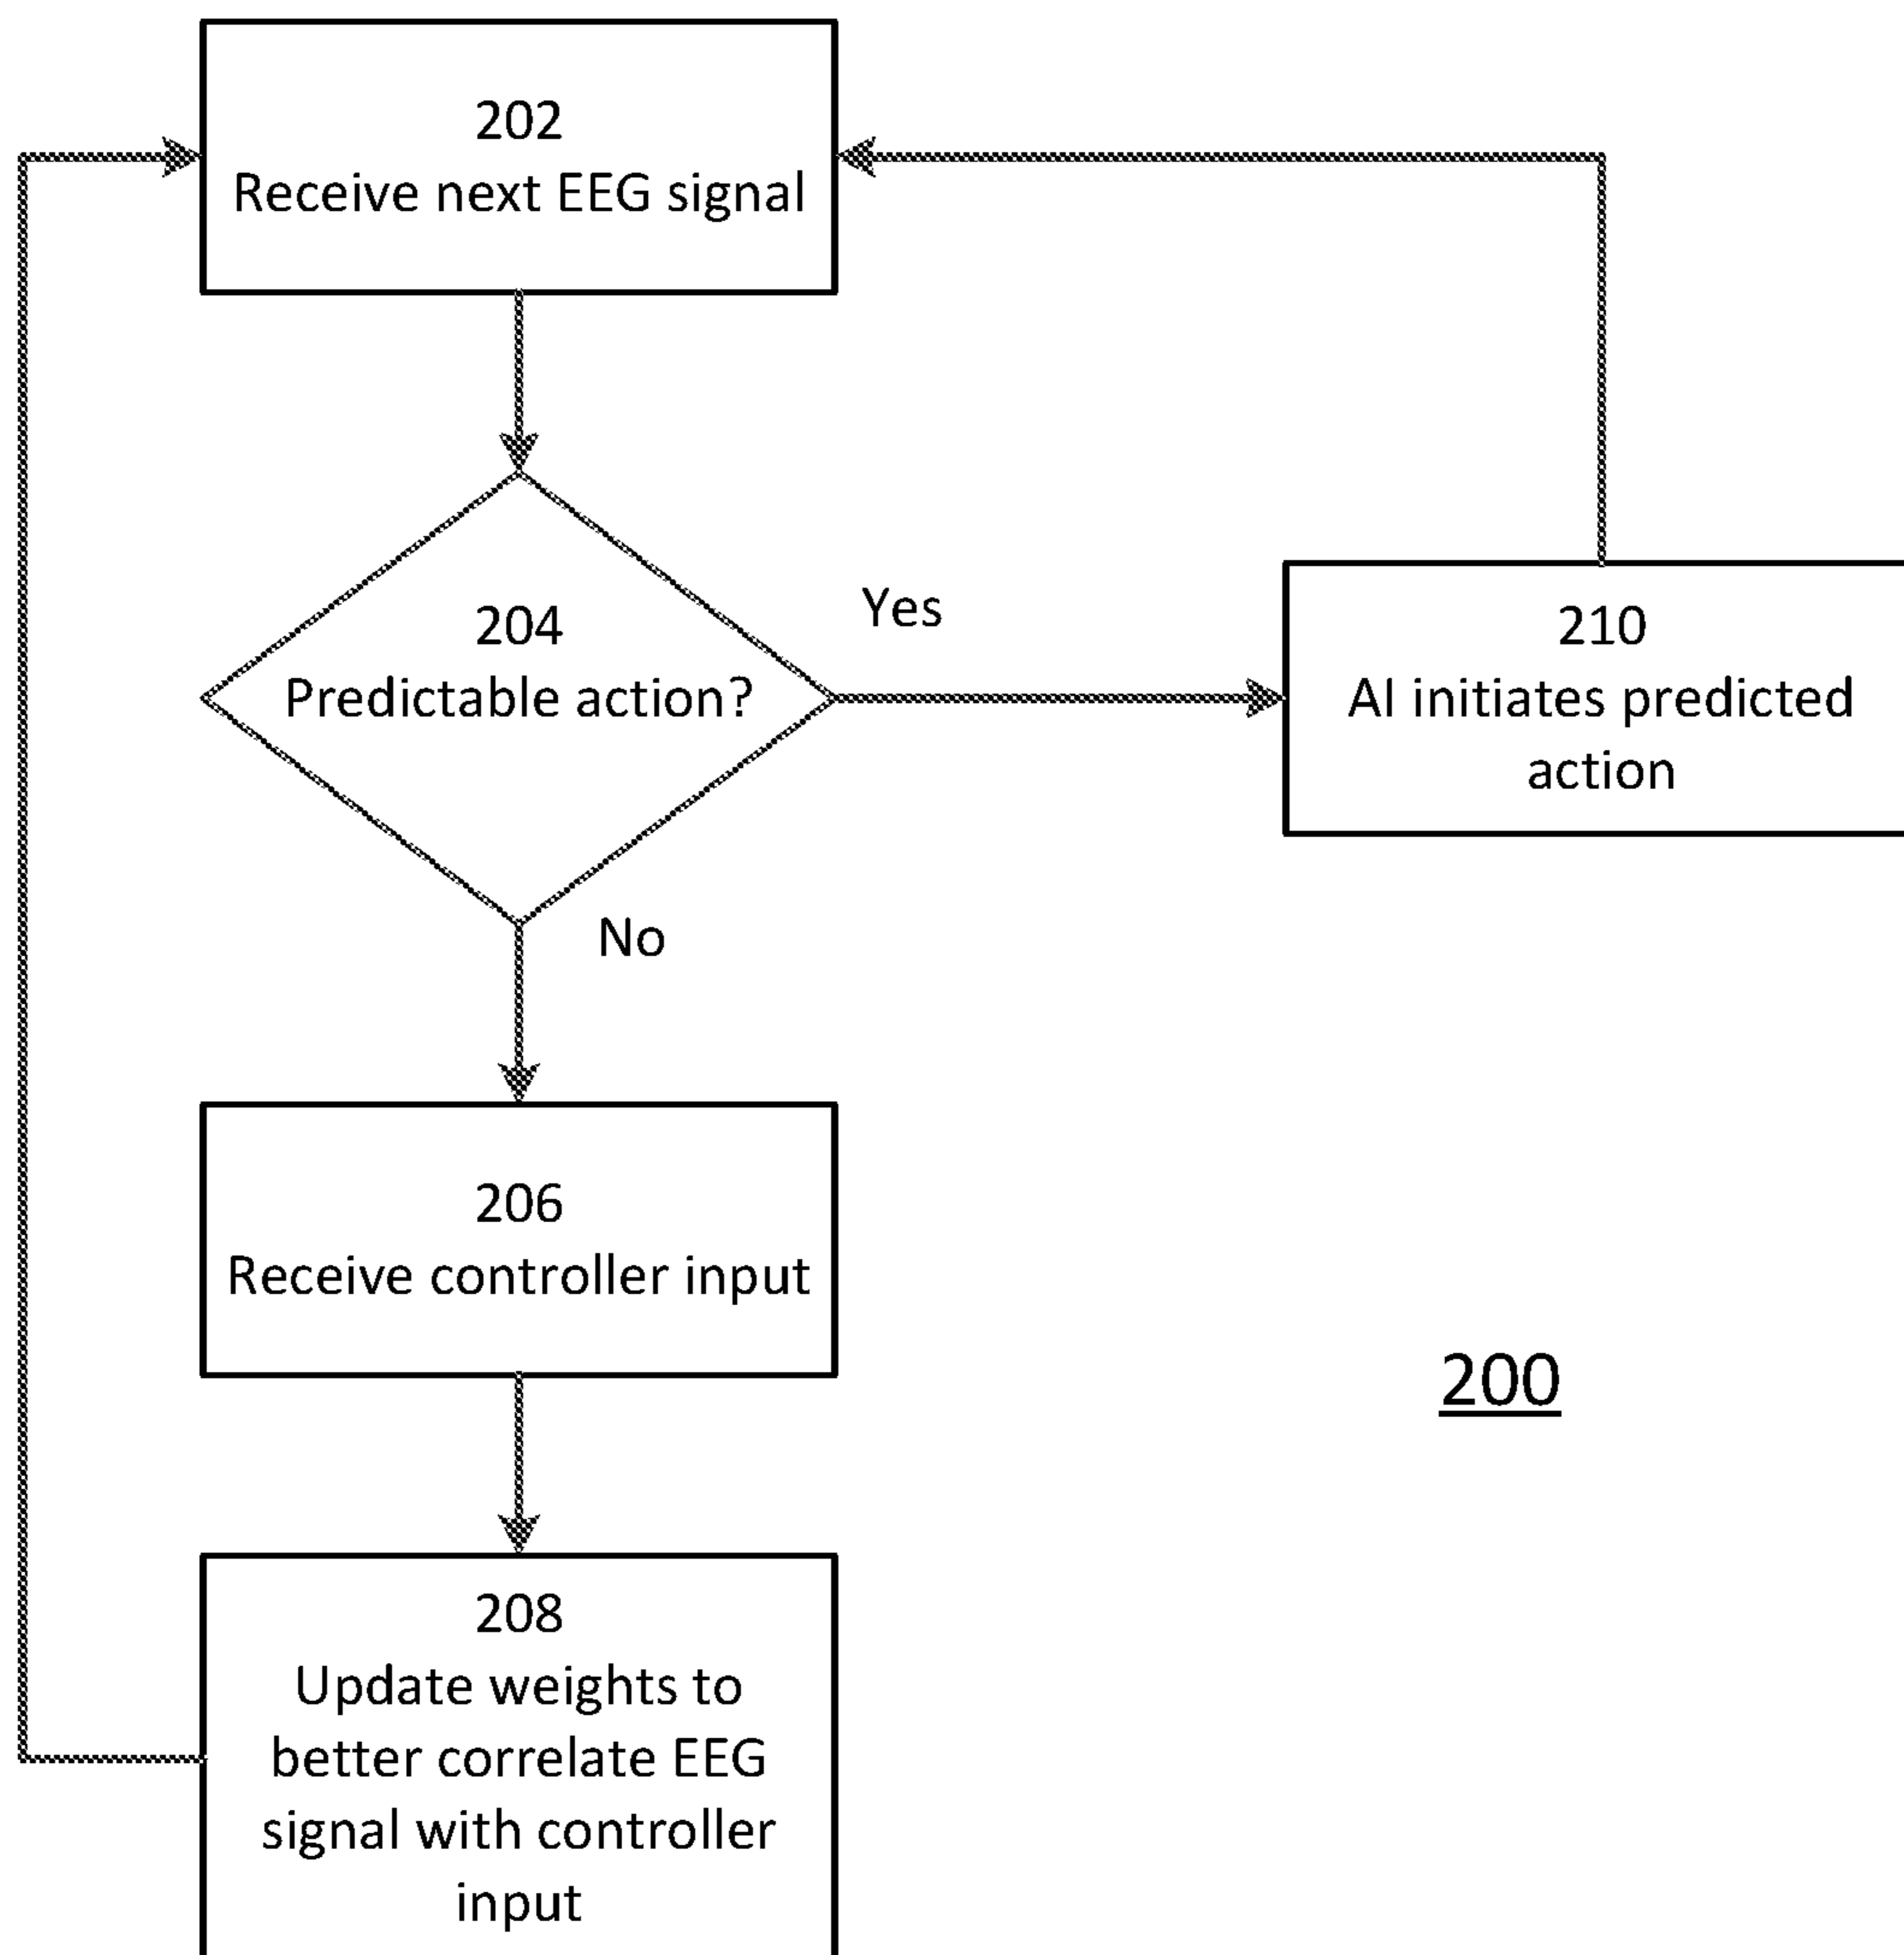 202
Receive next EEG signal
204
Predictable action?
Yes
210
AI initiates predicted
action
No
206
Receive controller input
200
208
Update weights to
better correlate EEG
signal with controller
input